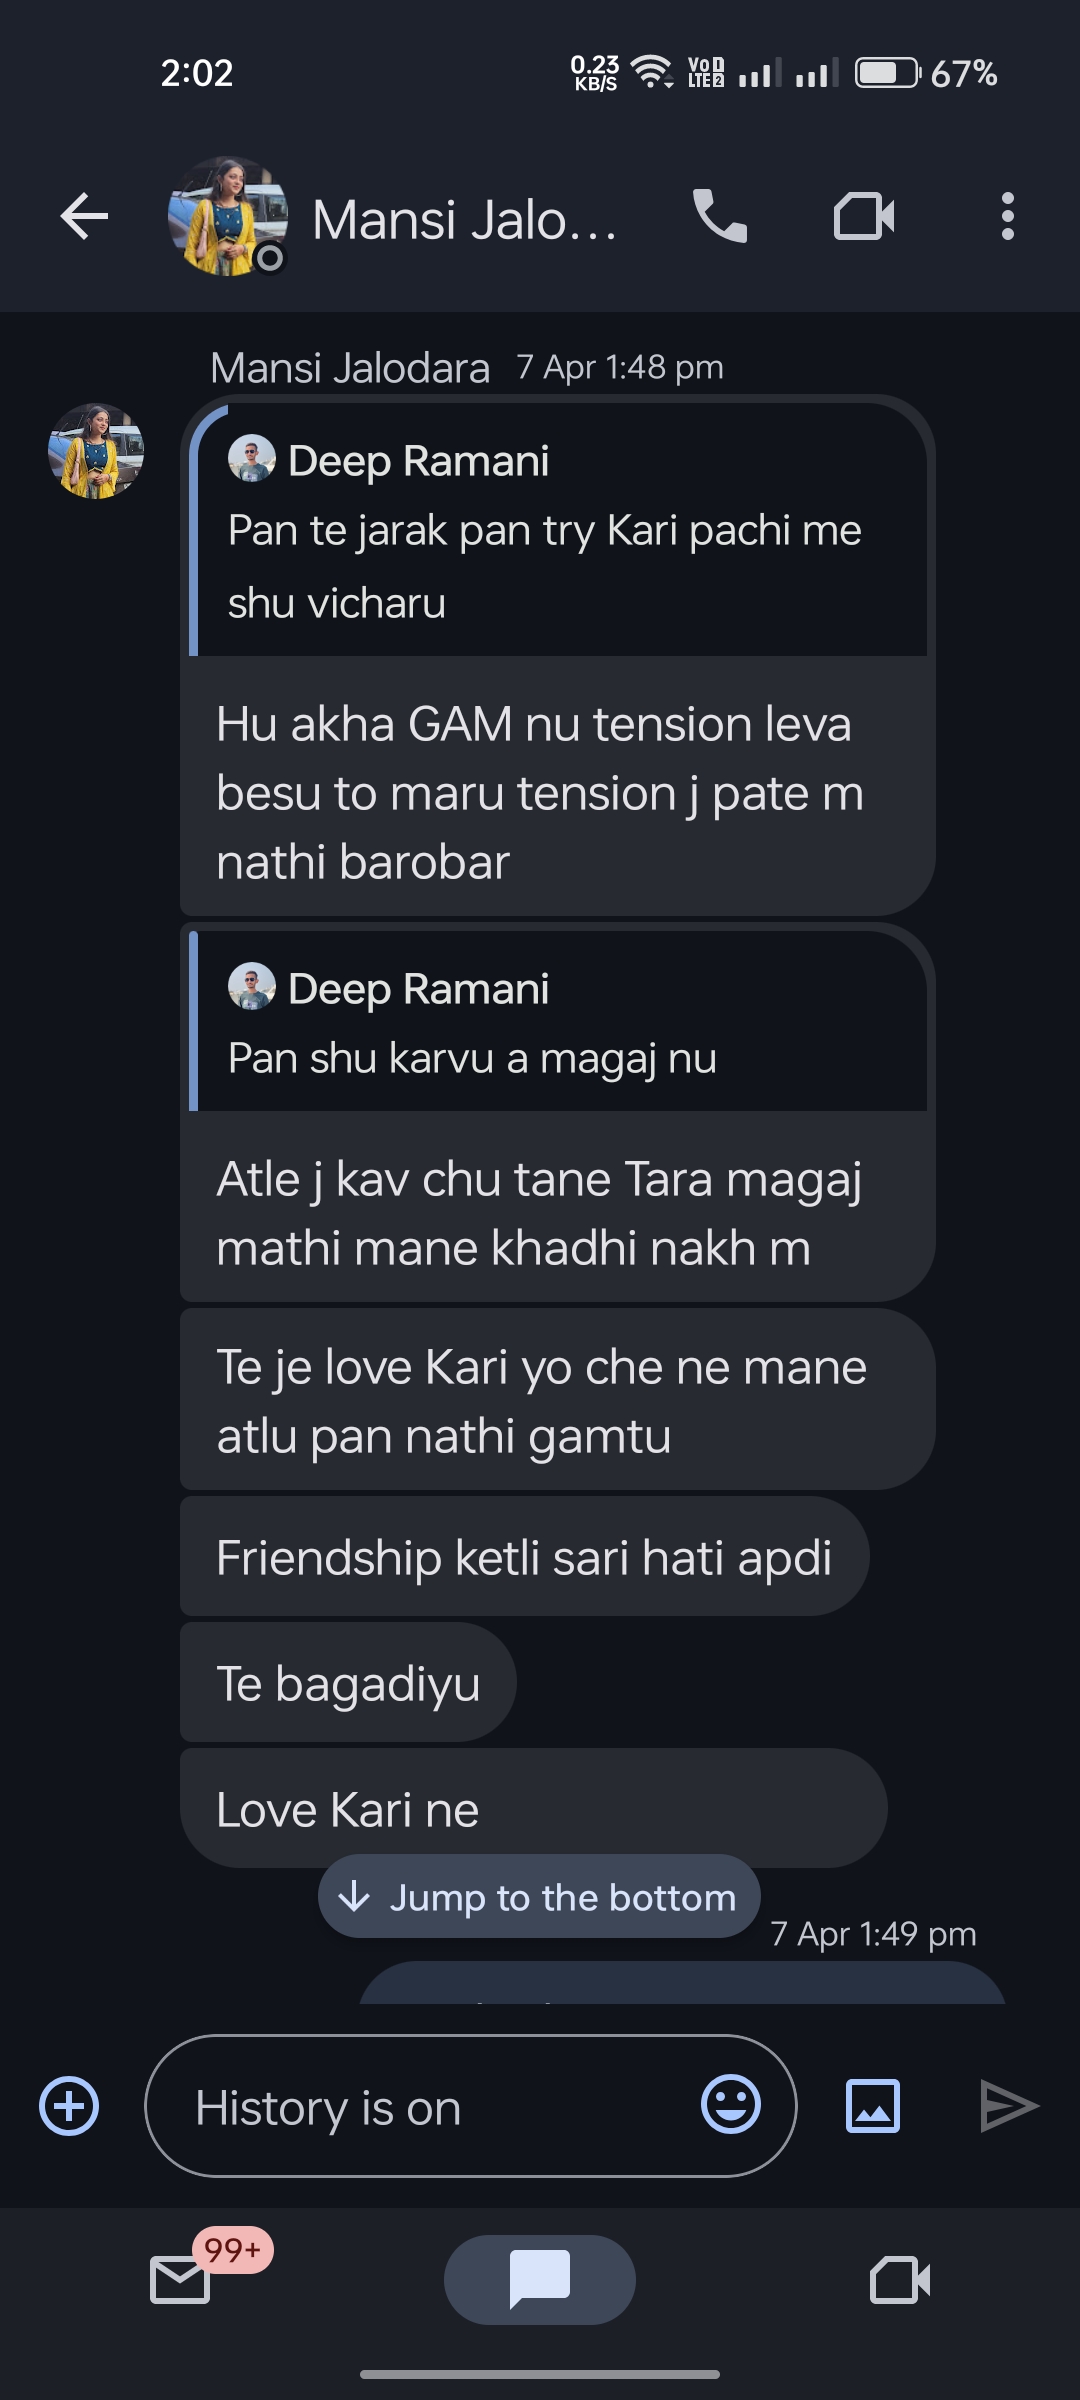 2:02
0.23
KB/S
Vo 1
LTE 2
67%
Mansi Jalo...
Mansi Jalodara 7 Apr 1:48 pm
Deep Ramani
Pan te jarak pan try Kari pachi me
shu vicharu
Hu akha GAM nu tension leva
besu to maru tension j pate m
nathi barobar
Deep Ramani
Pan shu karvu a magaj nu
Atle j kav chu tane Tara magaj
mathi mane khadhi nakh m
Te je love Kari yo che ne mane
atlu pan nathi gamtu
Friendship ketli sari hati apdi
Te bagadiyu
Love Kari ne
Jump to the bottom
7 Apr 1:49 pm
History is on
99+